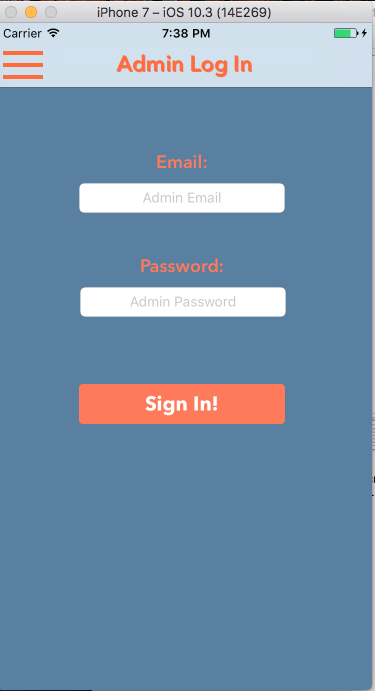 iPhone 7 – iOS 10.3 (14E269)
Carrier 7:38 PM
Admin Log In
Email:
Admin Email
Password:
Admin Password
Sign In!